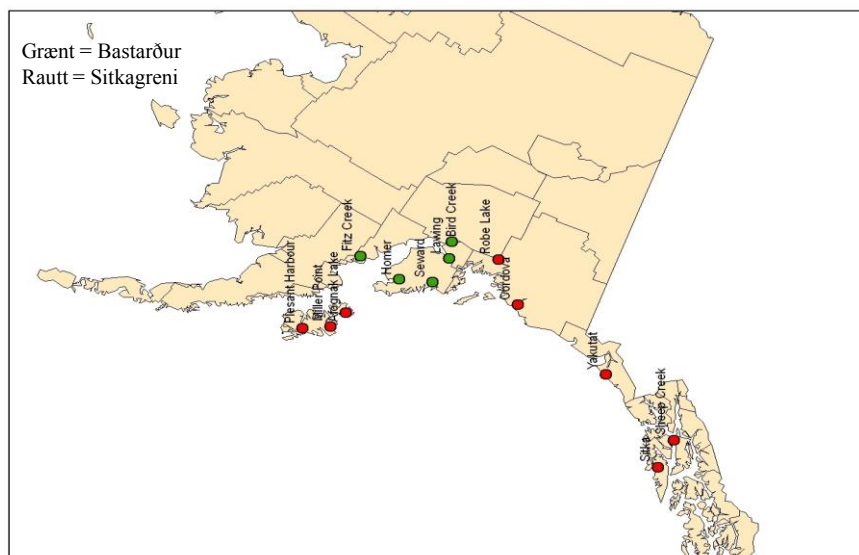 Grænt = Bastarður
Rautt = Sitkagreni
Plesant Harbour
Miller Point
Afognak Lake
Fitz Creek
Homer
Seward
Lawing
Bird Creek
Robe Lake
Cordova
Yakutat
Sitka
Sheep Creek